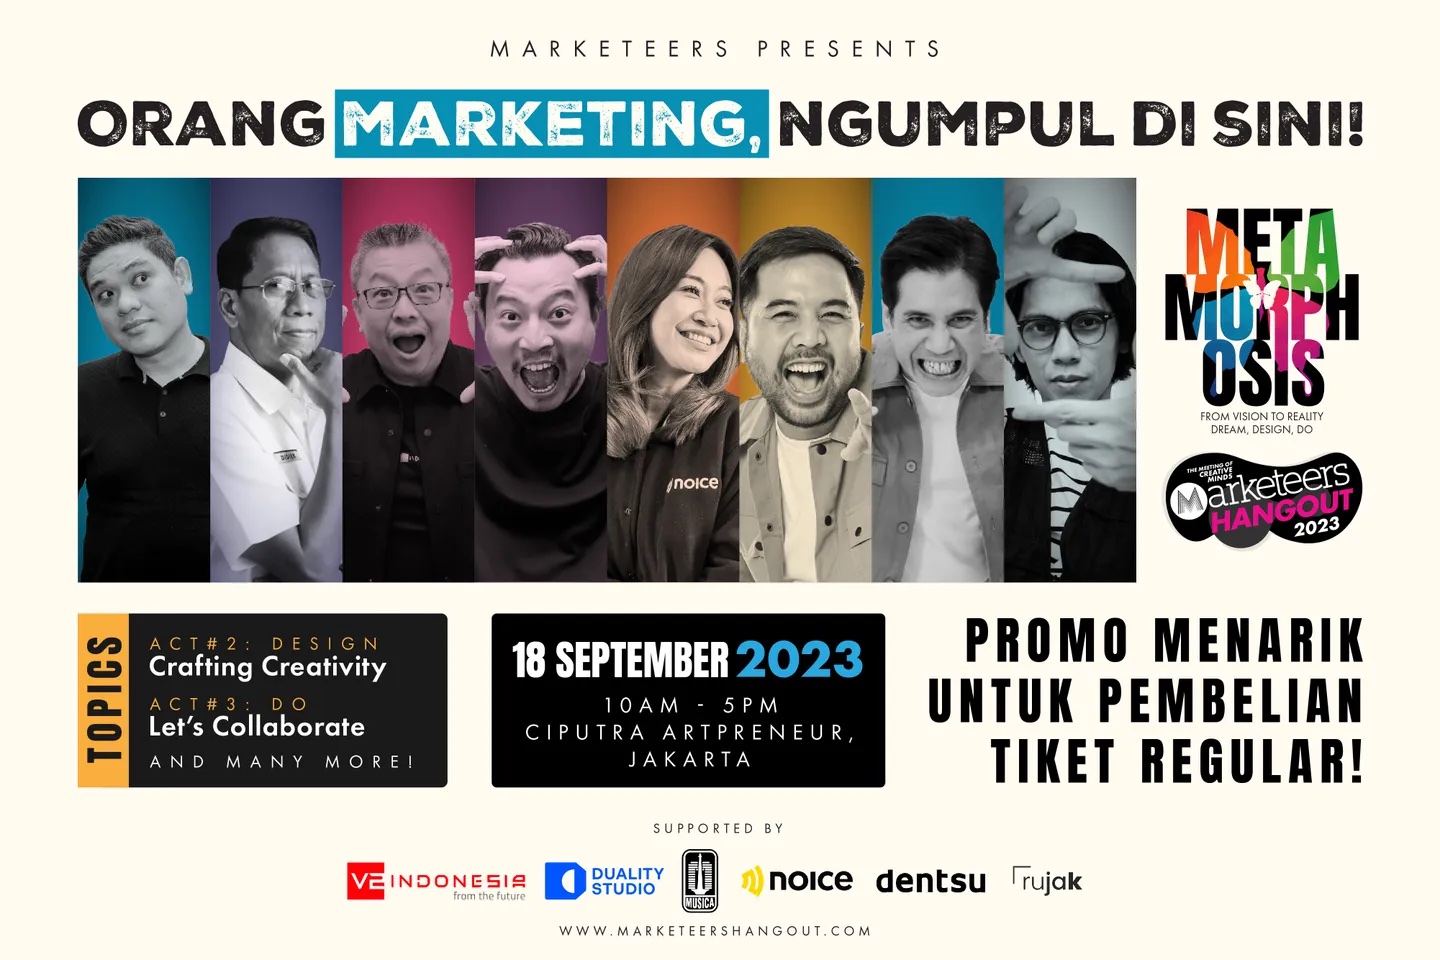 MARKETEERS PRESENTS
ORANG MARKETING, NGUMPUL DI SINI!
DIDIER
noice
META
MORPH
OSIS
FROM VISION TO REALITY
DREAM, DESIGN, DO
THE MEETING OF
CREATIVE
MINDS
Marketeers
HANGOUT
2023
TOPICS
ACT#2: DESIGN
Crafting Creativity
ACT#3: DO
Let's Collaborate
AND MANY MORE!
18 SEPTEMBER 2023
10AM - 5PM
CIPUTRA ARTPRENEUR,
JAKARTA
PROMO MENARIK
UNTUK PEMBELIAN
TIKET REGULAR!
SUPPORTED BY
V2 INDONESIA
from the future
DUALITY
STUDIO
MUSICA
noice
dentsu
rujak
WWW.MARKETEERSHANGOUT.COM